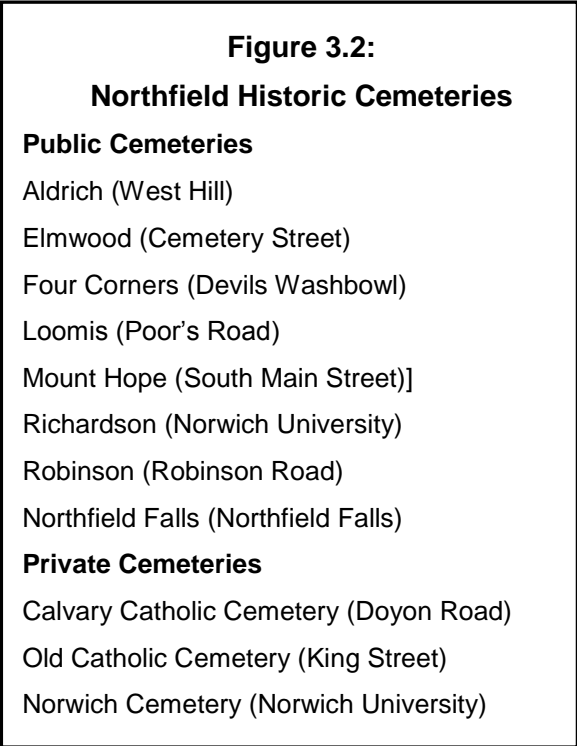 Figure 3.2:
Northfield Historic Cemeteries
Public Cemeteries
Aldrich (West Hill)
Elmwood (Cemetery Street)
Four Corners (Devils Washbowl)
Loomis (Poor's Road)
Mount Hope (South Main Street)]
Richardson (Norwich University)
Robinson (Robinson Road)
Northfield Falls (Northfield Falls)
Private Cemeteries
Calvary Catholic Cemetery (Doyon Road)
Old Catholic Cemetery (King Street)
Norwich Cemetery (Norwich University)